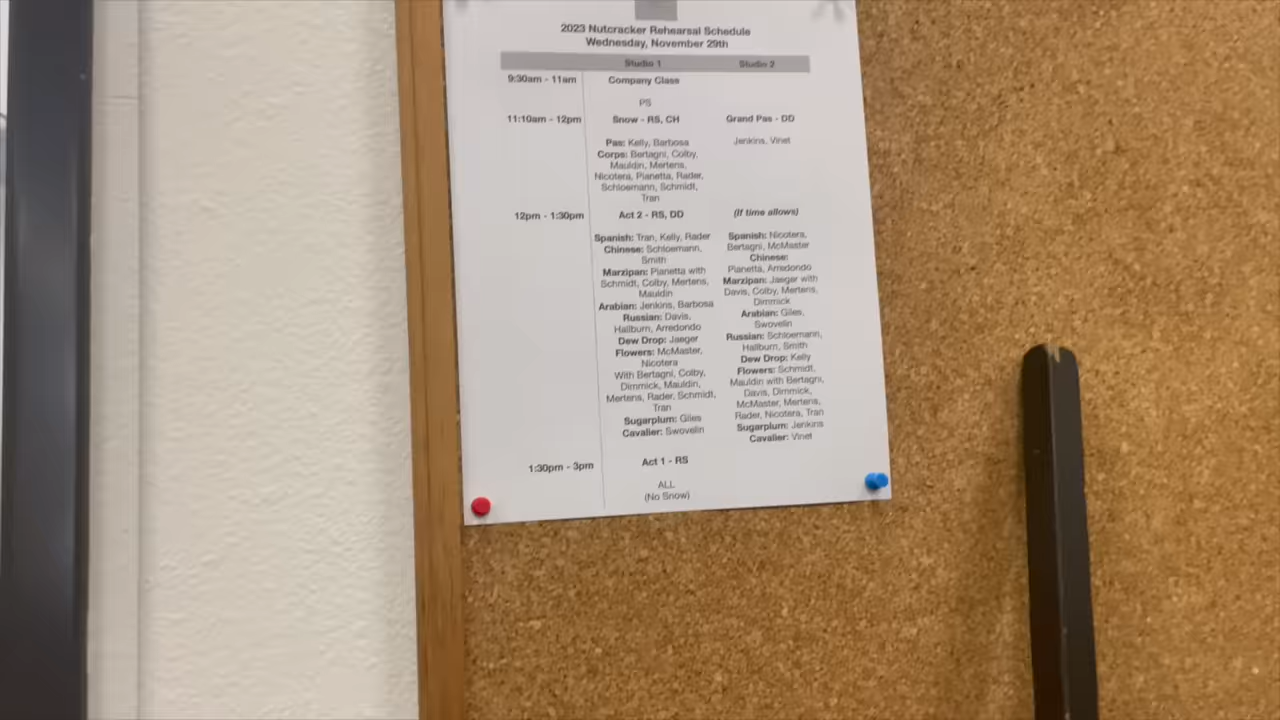 2023 Nutcracker Rehearsal Schedule
Wednesday, November 29th
Studio 1 Studio 2
9:30am - 11am Company Class
PS
11:10am - 12pm Snow - RS, CH Grand Pas - DD
Pas: Kelly, Barbosa Jenkins, Vinet
Corps: Bertagni, Colby,
Mauldin, Mertens,
Nicotera, Pianetta, Rader,
Schloemann, Schmidt,
Tran
12pm - 1:30pm Act 2 - RS, DD (If time allows)
Spanish: Tran, Kelly, Rader
Chinese: Schloemann,
Smith
Marzipan: Pianetta with
Schmidt, Colby, Mertens,
Mauldin
Arabian: Jenkins, Barbosa
Russian: Davis,
Hallburn, Arredondo
Dew Drop: Jaeger
Flowers: McMaster,
Nicotera
With Bertagni, Colby,
Dimmick, Mauldin,
Mertens, Rader, Schmidt,
Tran
Sugarplum: Giles
Cavalier: Swovelin
Spanish: Nicotera,
Bertagni, McMaster
Chinese:
Pianetta, Arredondo
Marzipan: Jaeger with
Davis, Colby, Mertens,
Dimmick
Arabian: Giles,
Swovelin
Russian: Schloemann,
Hallburn, Smith
Dew Drop: Kelly
Flowers: Schmidt,
Mauldin with Bertagni,
Davis, Dimmick,
McMaster, Mertens,
Rader, Nicotera, Tran
Sugarplum: Jenkins
Cavalier: Vinet
1:30pm - 3pm Act 1 - RS
ALL
(No Snow)